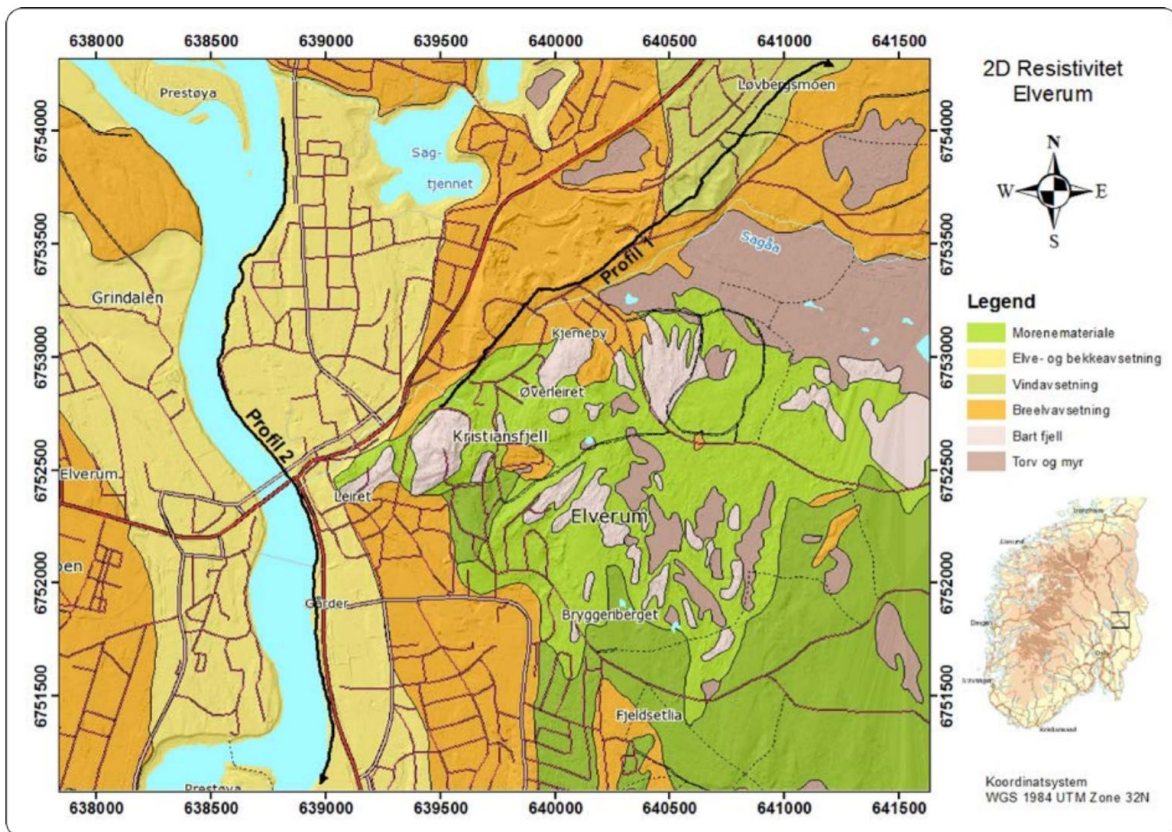 638000 638500 639000 639500 640000 640500 641000 641500
2D Resistivitet
Elverum
N
W E
S
6754000
6753500
6753000
6752500
6752000
6751500
Prestøya
Løvbergsmoen
Sag-
tjennet
Sagåa
Profil 1
Grindalen
Kjerneby
Øverleiret
Kristiansfjell
Profil 2
Elverum
Leiret
Elverum
Gårder
Bryggeriberget
Fjeldsetlia
Prestøya
6754000
6753500
6753000
6752500
6752000
6751500
638000 638500 639000 639500 640000 640500 641000 641500
Legend
Morenemateriale
Elve- og bekkeavsetning
Vindavsetning
Breelvavsetning
Bart fjell
Torv og myr
Koordinatsystem
WGS 1984 UTM Zone 32N